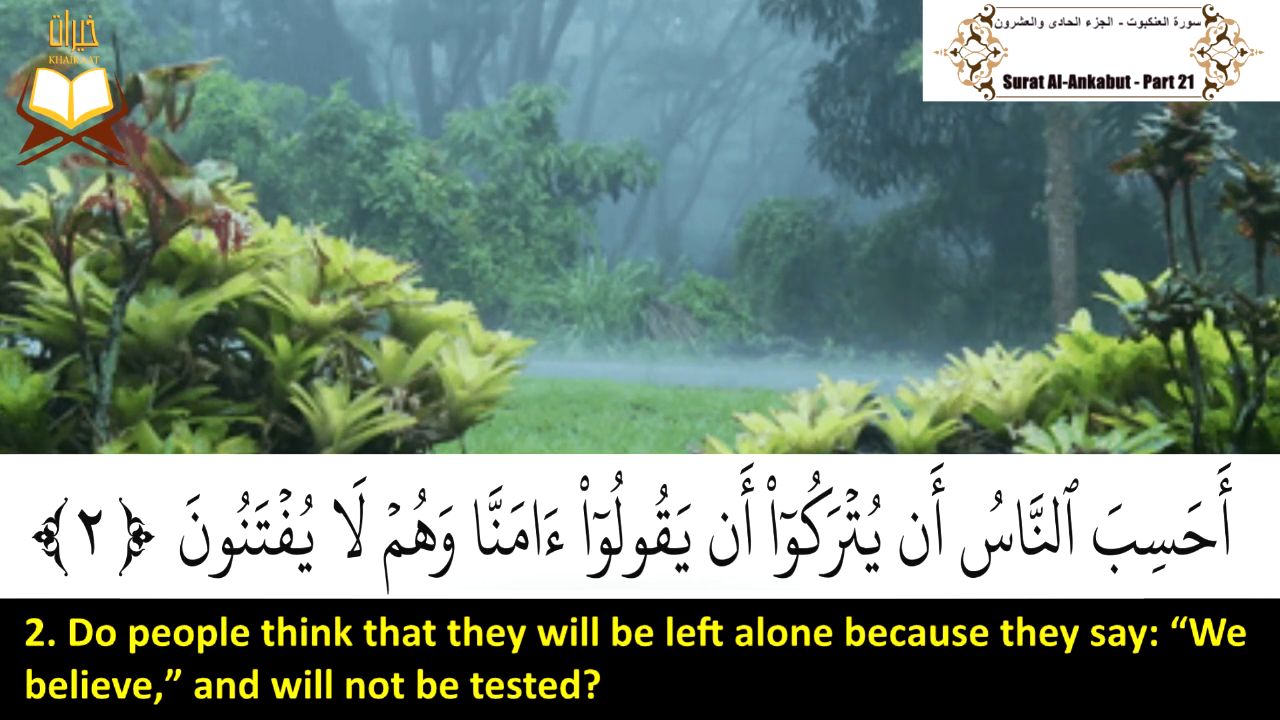 خيرات
KHAIRAAT
سورة العنكبوت - الجزء الحادى والعشرون
Surat Al-Ankabut - Part 21
أَحَسِبَ ٱلنَّاسُ أَن يُتْرَكُوٓا۟ أَن يَقُولُوٓا۟ ءَامَنَّا وَهُمْ لَا يُفْتَنُونَ ﴿٢﴾
2. Do people think that they will be left alone because they say: “We
believe,” and will not be tested?